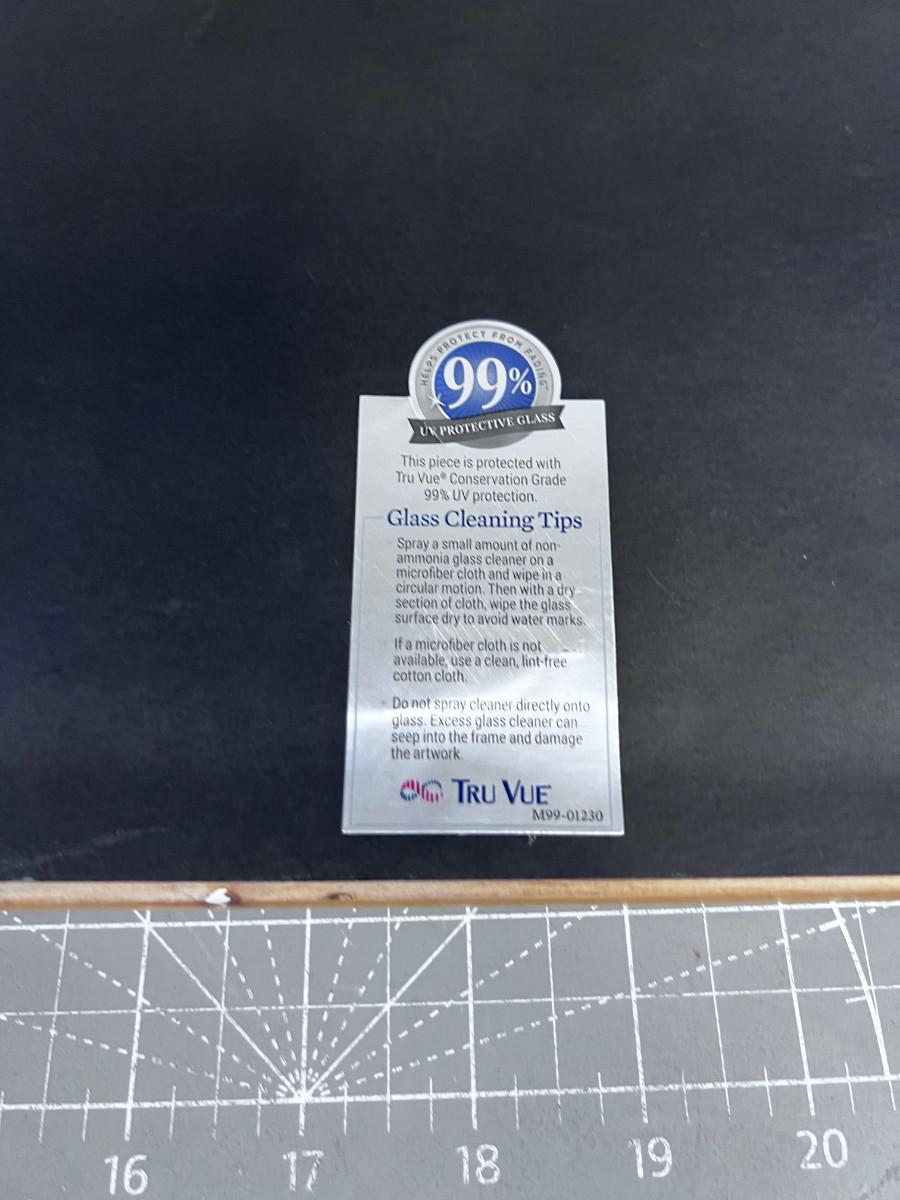 HELPS PROTECT FROM FADING
99%
UV PROTECTIVE GLASS
This piece is protected with
Tru Vue® Conservation Grade
99% UV protection.
Glass Cleaning Tips
Spray a small amount of non-
ammonia glass cleaner on a
microfiber cloth and wipe in a
circular motion. Then with a dry
section of cloth, wipe the glass
surface dry to avoid water marks.
If a microfiber cloth is not
available, use a clean, lint-free
cotton cloth.
Do not spray cleaner directly onto
glass. Excess glass cleaner can
seep into the frame and damage
the artwork.
TRU VUE
M99-01230
16 17 18 19 20